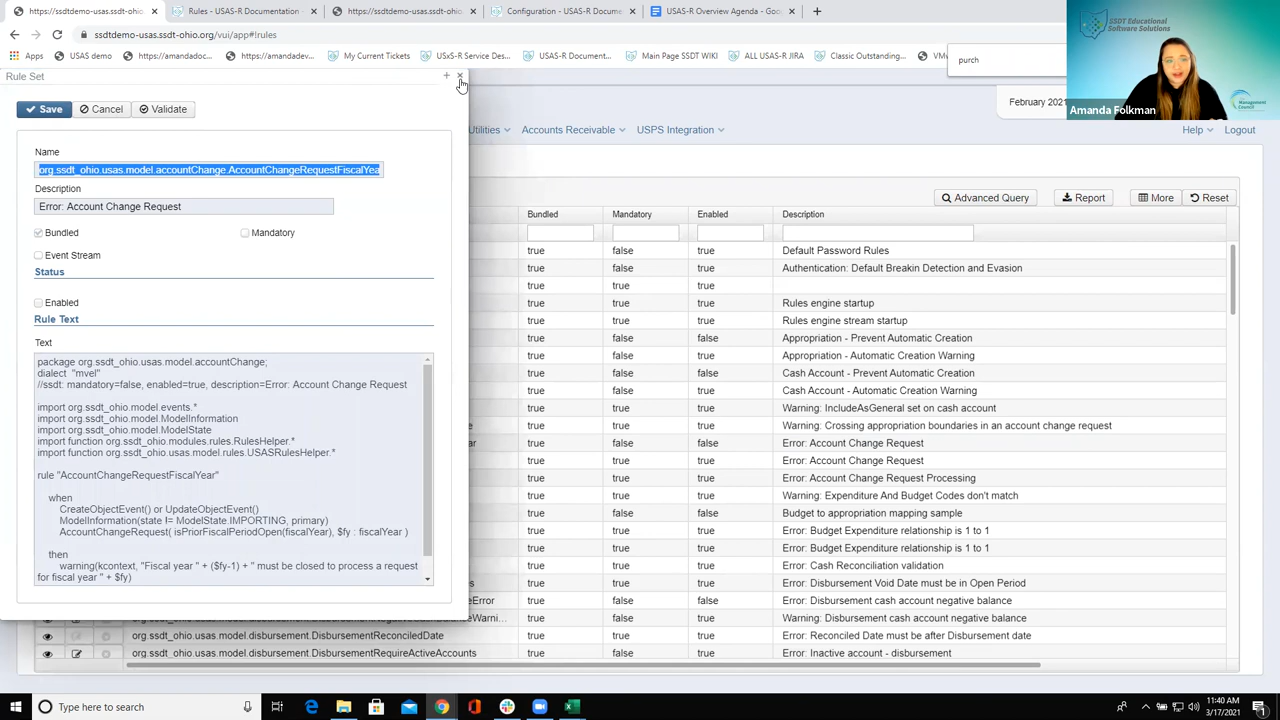 https://ssdtdemo-usas.ssdt-ohio.org
Rules - USAS-R Documentation
https://ssdtdemo-usas.ssdt-ohio.
Configuration - USAS-R Docume
USAS-R Overview Agenda - Goog
ssdtdemo-usas.ssdt-ohio.org/vui/app#!rules
Apps
USAS demo
https://amandadoc...
https://amandadev...
My Current Tickets
USAS-R Service Des...
USAS-R Document...
Main Page SSDT WIKI
ALL USAS-R JIRA
Classic Outstanding...
purch
SSDT Educational
Software Solutions
Management
Council
Amanda Folkman
Rule Set
Save
Cancel
Validate
February 2021
Utilities
Accounts Receivable
USPS Integration
Help
Logout
Name
org.ssdt_ohio.usas.model.accountChange.AccountChangeRequestFiscalYea
Description
Error: Account Change Request
Bundled
Mandatory
Event Stream
Status
Enabled
Rule Text
Text
package org.ssdt_ohio.usas.model.accountChange;
dialect "mvel"
//ssdt: mandatory=false, enabled=true, description=Error: Account Change Request
import org.ssdt_ohio.model.events.*
import org.ssdt_ohio.model.ModelInformation
import org.ssdt_ohio.model.ModelState
import function org.ssdt_ohio.modules.rules.RulesHelper.*
import function org.ssdt_ohio.usas.model.rules.USASRulesHelper.*
rule "AccountChangeRequestFiscalYear"
when
CreateObjectEvent() or UpdateObjectEvent()
ModelInformation(state != ModelState.IMPORTING, primary)
AccountChangeRequest( isPriorFiscalPeriodOpen(fiscalYear), $fy : fiscalYear )
then
warning(kcontext, "Fiscal year " + ($fy-1) + " must be closed to process a request
for fiscal year " + $fy)
Advanced Query
Report
More
Reset
Bundled Mandatory Enabled Description
true false true Default Password Rules
true true true Authentication: Default Breakin Detection and Evasion
true true true
true true true Rules engine startup
true true true Rules engine stream startup
true false false Appropriation - Prevent Automatic Creation
true false true Appropriation - Automatic Creation Warning
true false false Cash Account - Prevent Automatic Creation
true false true Cash Account - Automatic Creation Warning
true false true Warning: IncludeAsGeneral set on cash account
e true true true Warning: Crossing appropriation boundaries in an account change request
ar true false false Error: Account Change Request
true true true Error: Account Change Request
true true true Error: Account Change Request Processing
true false true Warning: Expenditure And Budget Codes don't match
true false false Budget to appropriation mapping sample
true false true Error: Budget Expenditure relationship is 1 to 1
true true true Error: Budget Expenditure relationship is 1 to 1
true true true Error: Cash Reconciliation validation
s true true true Error: Disbursement Void Date must be in Open Period
eError true false false Error: Disbursement cash account negative balance
eBalanceWarni... true false true Warning: Disbursement cash account negative balance
org.ssdt_ohio.usas.model.disbursement.DisbursementReconciledDate true true true Error: Reconciled Date must be after Disbursement date
org.ssdt_ohio.usas.model.disbursement.DisbursementRequireActiveAccounts true true true Error: Inactive account - disbursement
Type here to search
11:40 AM
3/17/2021
1